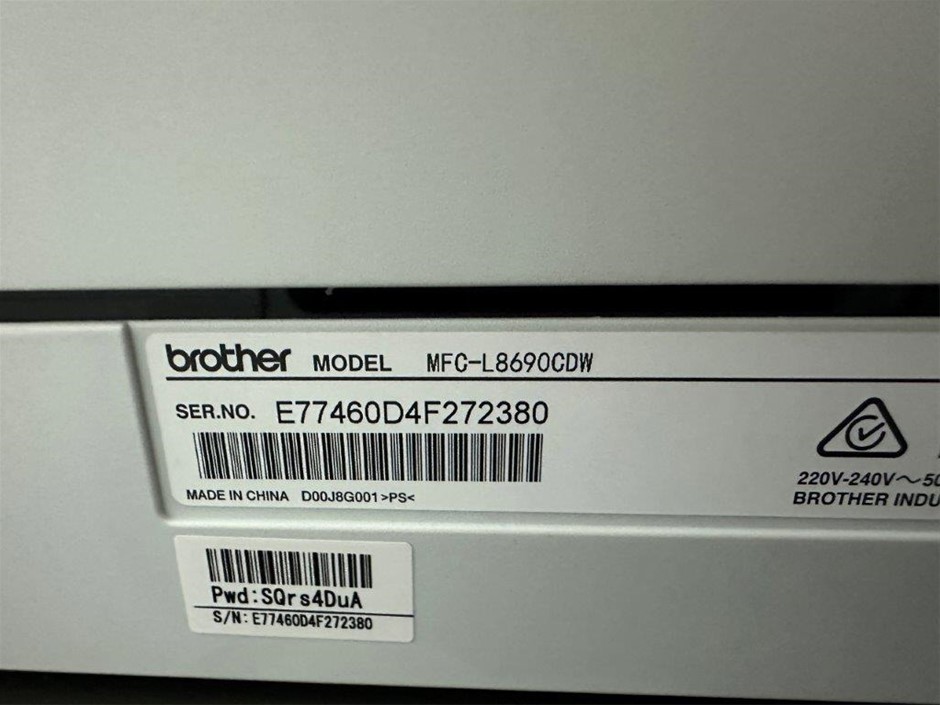 brother MODEL MFC-L8690CDW
SER.NO. E77460D4F272380
MADE IN CHINA D00J8G001 >PS<
220V-240V～50
BROTHER INDU
Pwd:SQrs4DuA
S/N:E77460D4F272380